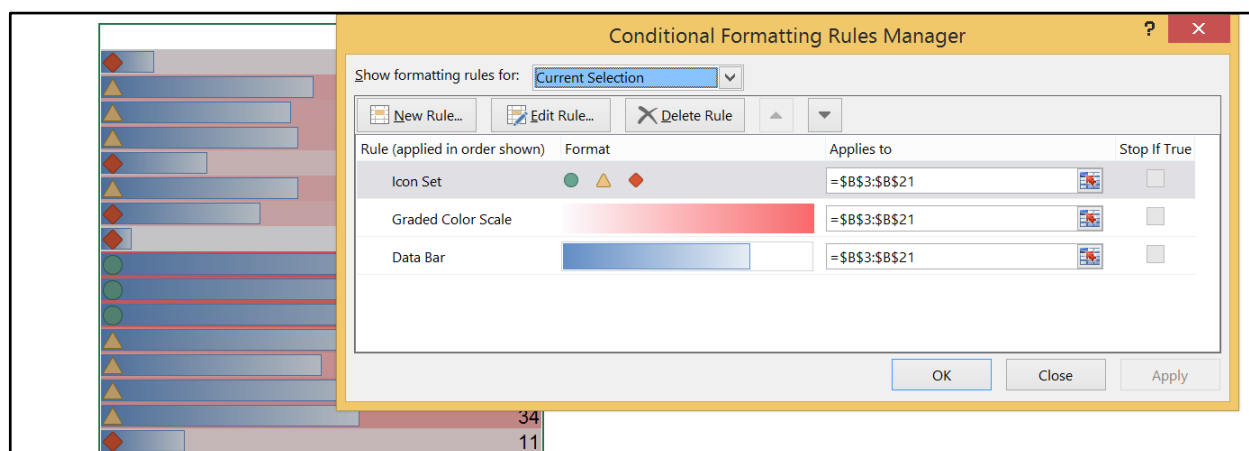 Conditional Formatting Rules Manager
?
Show formatting rules for: Current Selection
New Rule... Edit Rule... Delete Rule
Rule (applied in order shown) Format Applies to Stop If True
Icon Set =$B$3:$B$21
Graded Color Scale =$B$3:$B$21
Data Bar =$B$3:$B$21
OK Close Apply
34
11